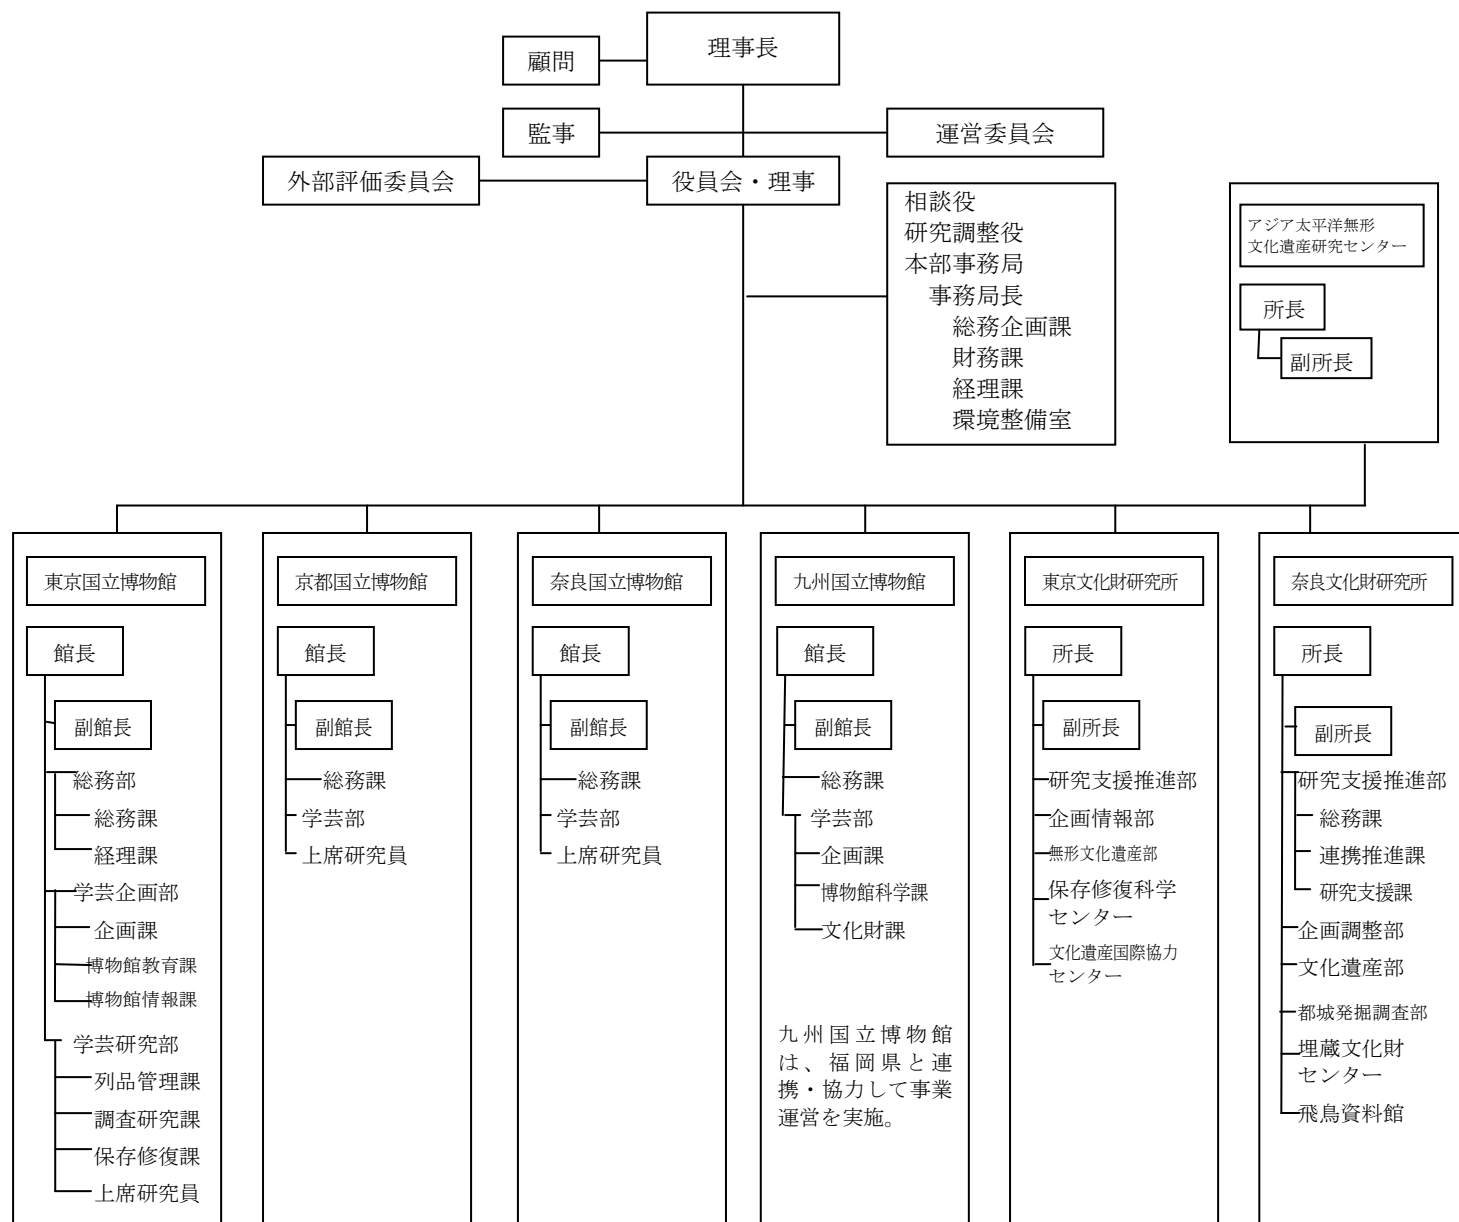 理事長
顧問
監事
運営委員会
外部評価委員会
役員会・理事
相談役
研究調整役
本部事務局
事務局長
総務企画課
財務課
経理課
環境整備室
アジア太平洋無形
文化遺産研究センター
所長
副所長
東京国立博物館
館長
副館長
総務部
総務課
経理課
学芸企画部
企画課
博物館教育課
博物館情報課
学芸研究部
列品管理課
調査研究課
保存修復課
上席研究員
京都国立博物館
館長
副館長
総務課
学芸部
上席研究員
奈良国立博物館
館長
副館長
総務課
学芸部
上席研究員
九州国立博物館
館長
副館長
総務課
学芸部
企画課
博物館科学課
文化財課
九州国立博物館
は、福岡県と連
携・協力して事業
運営を実施。
東京文化財研究所
所長
副所長
研究支援推進部
企画情報部
無形文化遺産部
保存修復科学
センター
文化遺産国際協力
センター
奈良文化財研究所
所長
副所長
研究支援推進部
総務課
連携推進課
研究支援課
企画調整部
文化遺産部
都城発掘調査部
埋蔵文化財
センター
飛鳥資料館